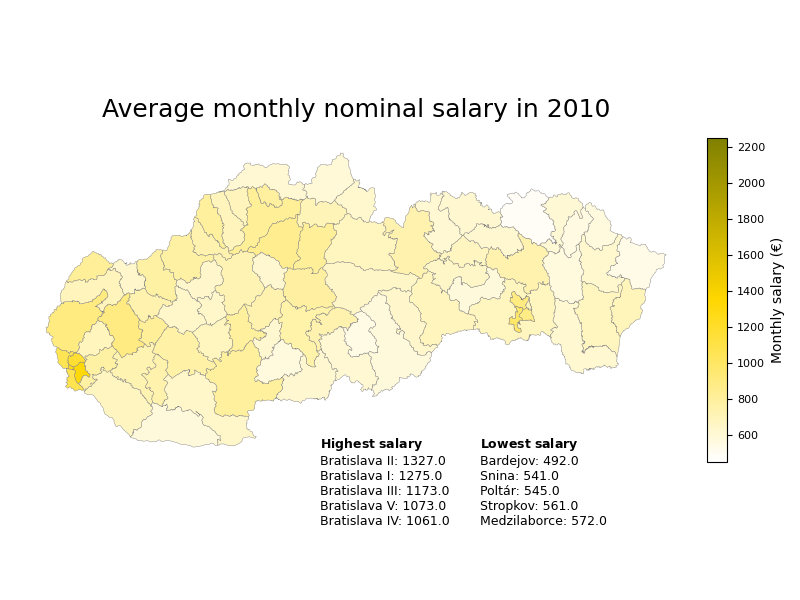 Average monthly nominal salary in 2010
2200
2000
1800
1600
1400
1200
1000
800
600
Monthly salary (€)
Highest salary
Bratislava II: 1327.0
Bratislava I: 1275.0
Bratislava III: 1173.0
Bratislava V: 1073.0
Bratislava IV: 1061.0
Lowest salary
Bardejov: 492.0
Snina: 541.0
Poltár: 545.0
Stropkov: 561.0
Medzilaborce: 572.0